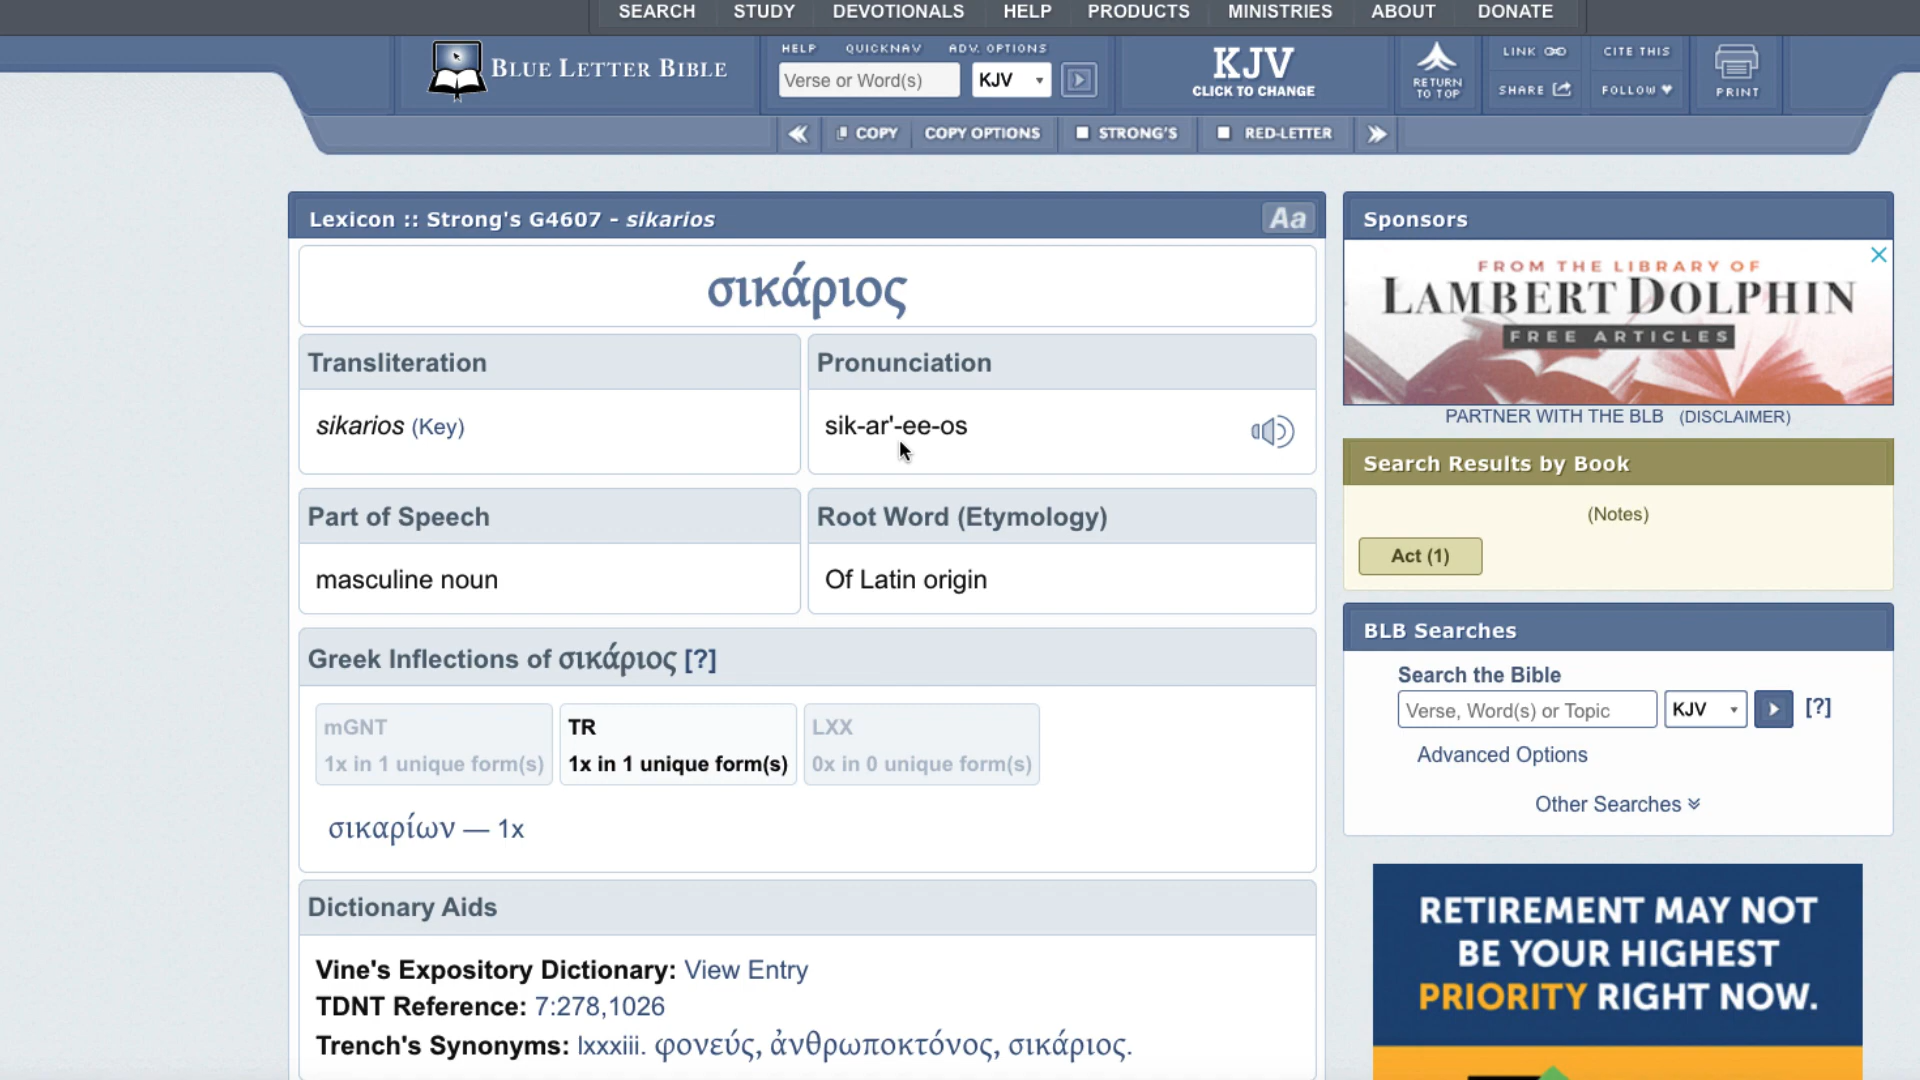 SEARCH STUDY DEVOTIONALS HELP PRODUCTS MINISTRIES ABOUT DONATE
BLUE LETTER BIBLE
HELP QUICKNAV ADV. OPTIONS
Verse or Word(s) KJV
KJV
CLICK TO CHANGE
RETURN
TO TOP
LINK
CITE THIS
SHARE
FOLLOW
PRINT
COPY COPY OPTIONS STRONG'S RED-LETTER
Lexicon :: Strong's G4607 - sikarios
Aa
σικάριος
Transliteration
sikarios (Key)
Pronunciation
sik-ar'-ee-os
Part of Speech
masculine noun
Root Word (Etymology)
Of Latin origin
Greek Inflections of σικάριος [?]
mGNT
1x in 1 unique form(s)
TR
1x in 1 unique form(s)
LXX
0x in 0 unique form(s)
σικαρίων — 1x
Dictionary Aids
Vine's Expository Dictionary: View Entry
TDNT Reference: 7:278,1026
Trench's Synonyms: lxxxiii. φονεύς, ἀνθρωποκτόνος, σικάριος.
Sponsors
FROM THE LIBRARY OF
LAMBERT DOLPHIN
FREE ARTICLES
PARTNER WITH THE BLB (DISCLAIMER)
Search Results by Book
(Notes)
Act (1)
BLB Searches
Search the Bible
Verse, Word(s) or Topic KJV [?]
Advanced Options
Other Searches
RETIREMENT MAY NOT
BE YOUR HIGHEST
PRIORITY RIGHT NOW.